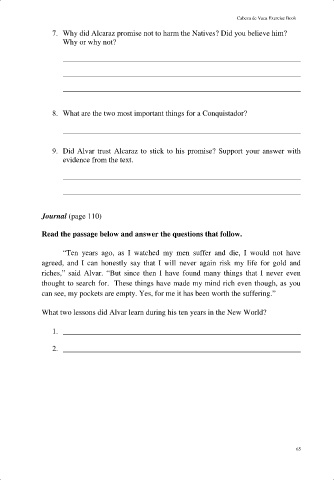 Cabeza de Vaca Exercise Book
7. Why did Alcaraz promise not to harm the Natives? Did you believe him?
Why or why not?
8. What are the two most important things for a Conquistador?
9. Did Alvar trust Alcaraz to stick to his promise? Support your answer with
evidence from the text.
Journal (page 110)
Read the passage below and answer the questions that follow.
“Ten years ago, as I watched my men suffer and die, I would not have
agreed, and I can honestly say that I will never again risk my life for gold and
riches,” said Alvar. “But since then I have found many things that I never even
thought to search for. These things have made my mind rich even though, as you
can see, my pockets are empty. Yes, for me it has been worth the suffering.”
What two lessons did Alvar learn during his ten years in the New World?
1.
2.
65